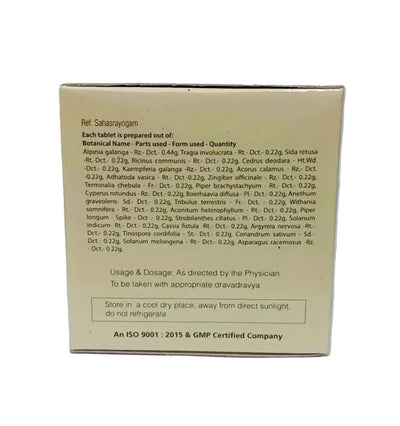 Ref: Sahasrayogam
Each tablet is prepared out of:
Botanical Name - Parts used - Form used - Quantity
Alpinia galanga - Rz.- Dct.- 0.44g, Tragia involucrata - Rt.- Dct.- 0.22g, Sida retusa
-Rt.-Dct.- 0.22g, Ricinus communis - Rt.-Dct.- 0.22g, Cedrus deodara - Ht.Wd.
-Dct.- 0.22g, Kaempferia galanga -Rz.-Dct.- 0.22g, Acorus calamus - Rz.- Dct.
-0.22g, Adhatoda vasica - Rt.- Dct.- 0.22g, Zingiber officinale - Rz.-Dct.- 0.22g,
Terminalia chebula - Fr.- Dct.- 0.22g, Piper brachystachyum - Rt.- Dct.- 0.22g,
Cyperus rotundus -Rz.- Dct.- 0.22g, Boerhaavia diffusa - Pl.- Dct.- 0.22g, Anethum
graveolens- Sd.- Dct.- 0.22g, Tribulus terrestris - Fr.- Dct.- 0.22g, Withania
somnifera - Rt.- Dct.- 0.22g, Aconitum heterophyllum - Rt.- Dct.- 0.22g, Piper
longum - Spike - Dct.- 0.22g, Strobilanthes ciliatus - Pl.- Dct.- 0.22g, Solanum
indicum- Rt.- Dct.- 0.22g, Cassia fistula -Rt.- Dct.- 0.22g, Argyreia nervosa -Rt.-
Dct.- 0.22g, Tinospora cordifolia - St.- Dct.- 0.22g, Coriandrum sativum - Sd.-
Dct.- 0.22g, Solanum melongena - Rt.- Dct.- 0.22g, Asparagus racemosus -Rz.
- Dct.-0.22g.
Usage & Dosage: As directed by the Physician
To be taken with appropriate dravadravya
Store in a cool dry place, away from direct sunlight,
do not refrigerate
An ISO 9001 : 2015 & GMP Certified Company